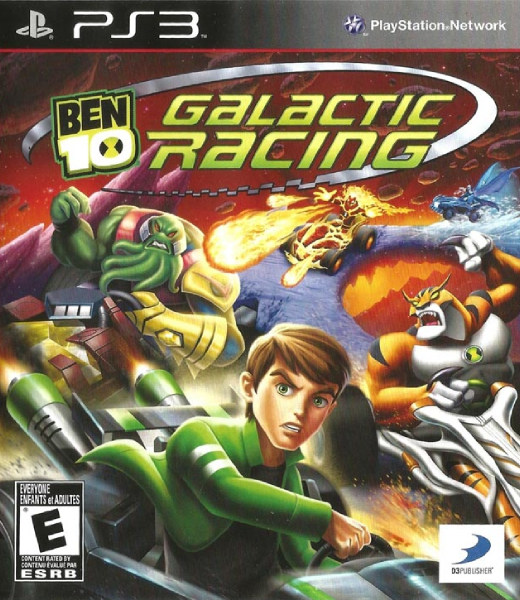 PS3
PlayStation Network
BEN
10
GALACTIC
RACING
EVERYONE
ENFANTS et ADULTES
E
CONTENT RATED BY
CONTENU ÉVALUÉ PAR
ESRB
D3PUBLISHER